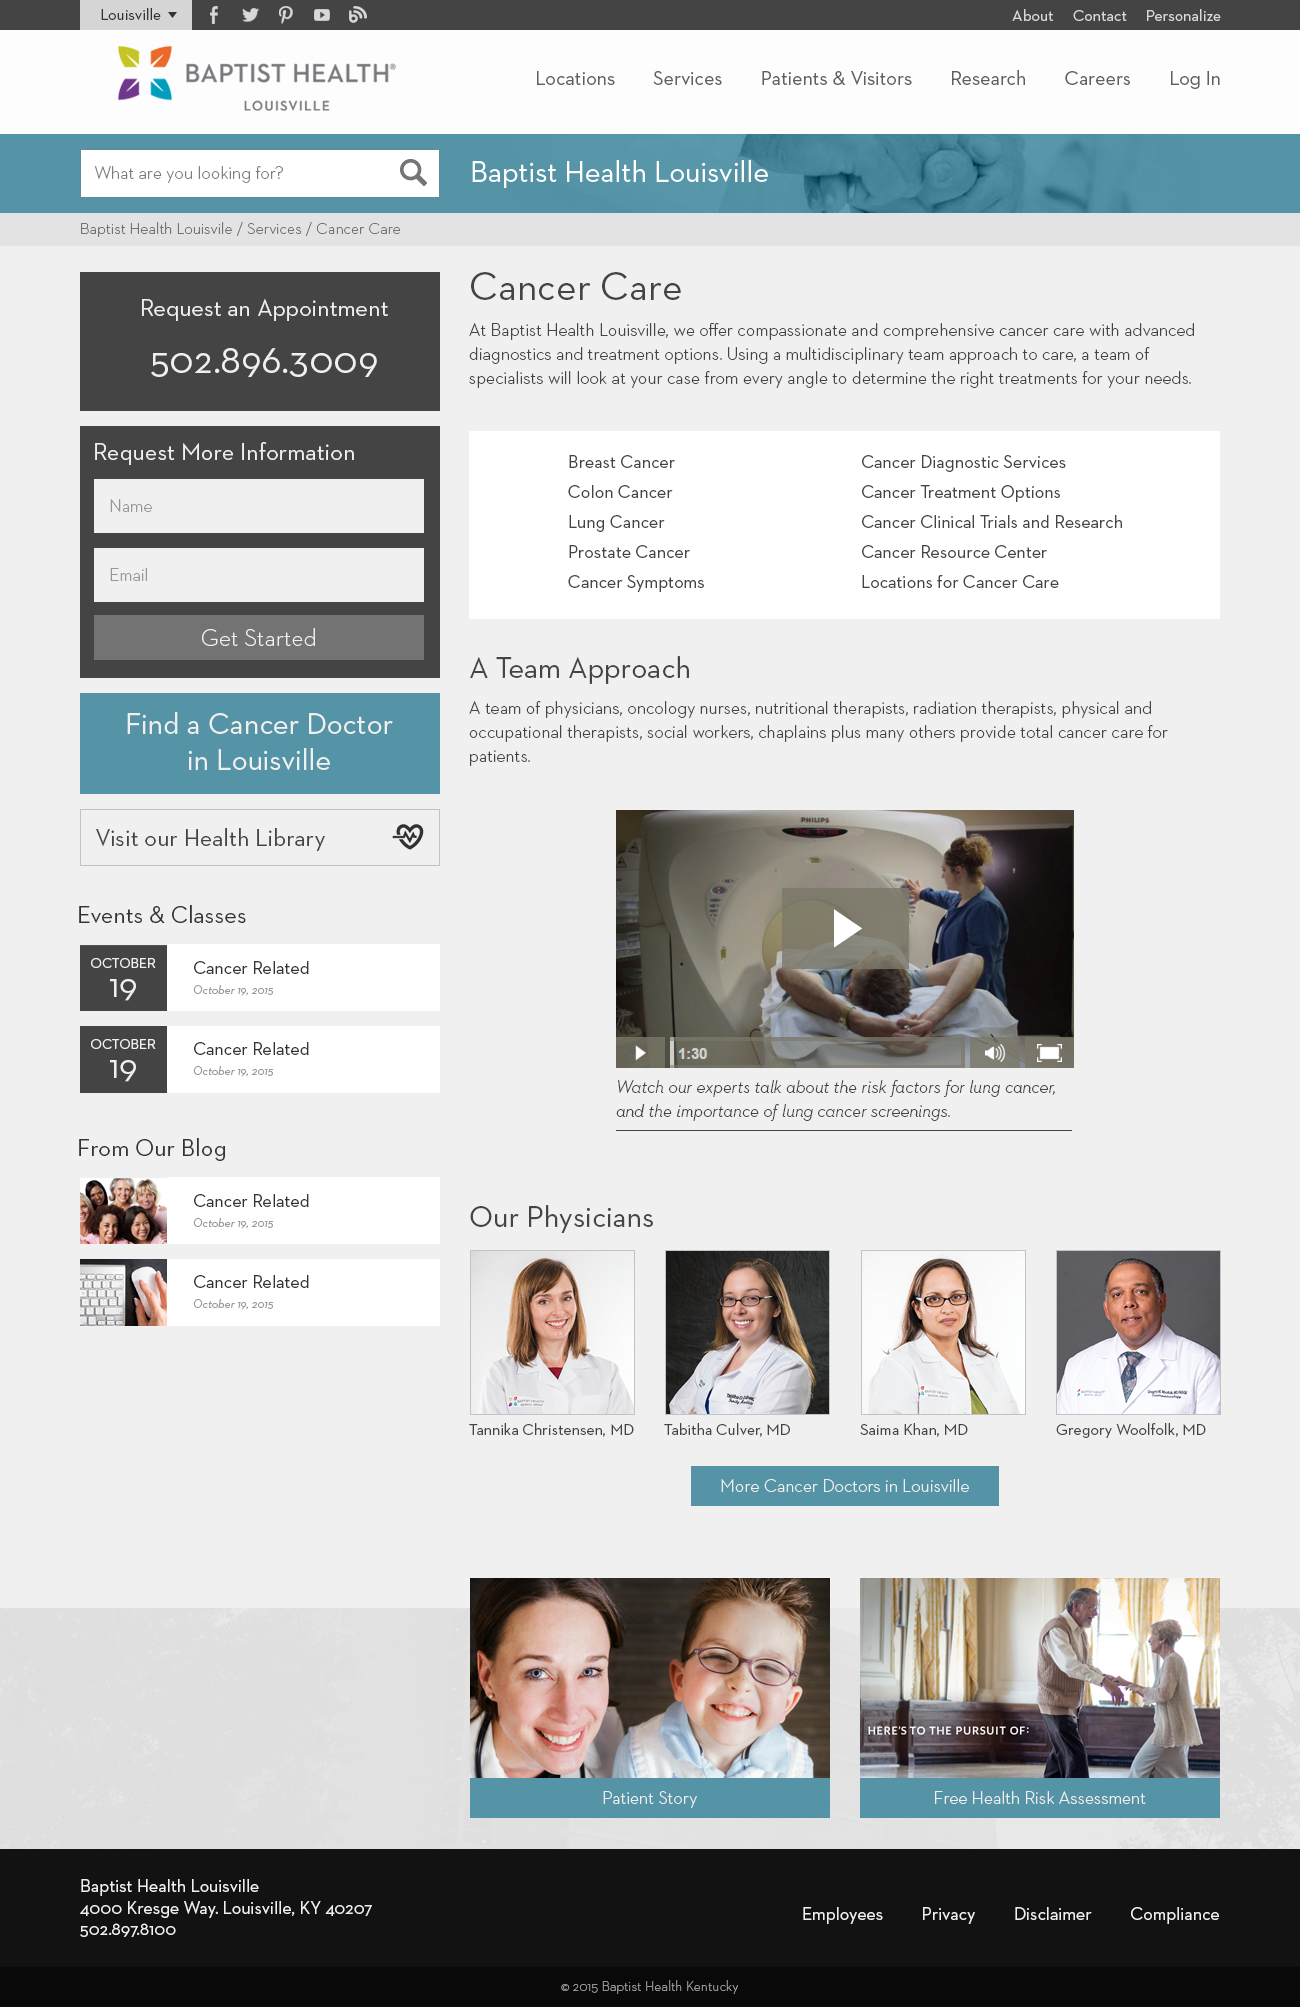 Louisville
About Contact Personalize
BAPTIST HEALTH®
LOUISVILLE
Locations Services Patients & Visitors Research Careers Log In
What are you looking for?
Baptist Health Louisville
Baptist Health Louisvile / Services / Cancer Care
Request an Appointment
502.896.3009
Request More Information
Name
Email
Get Started
Find a Cancer Doctor
in Louisville
Visit our Health Library
Events & Classes
OCTOBER
19
Cancer Related
October 19, 2015
OCTOBER
19
Cancer Related
October 19, 2015
From Our Blog
Cancer Related
October 19, 2015
Cancer Related
October 19, 2015
Cancer Care
At Baptist Health Louisville, we offer compassionate and comprehensive cancer care with advanced
diagnostics and treatment options. Using a multidisciplinary team approach to care, a team of
specialists will look at your case from every angle to determine the right treatments for your needs.
Breast Cancer
Colon Cancer
Lung Cancer
Prostate Cancer
Cancer Symptoms
Cancer Diagnostic Services
Cancer Treatment Options
Cancer Clinical Trials and Research
Cancer Resource Center
Locations for Cancer Care
A Team Approach
A team of physicians, oncology nurses, nutritional therapists, radiation therapists, physical and
occupational therapists, social workers, chaplains plus many others provide total cancer care for
patients.
PHILIPS
1:30
Watch our experts talk about the risk factors for lung cancer,
and the importance of lung cancer screenings.
Our Physicians
BAPTIST HEALTH
Tannika Christensen, MD
Tabitha Culver, MD
Saima Khan, MD
Gregory Woolfolk, MD
More Cancer Doctors in Louisville
HERE'S TO THE PURSUIT OF:
Patient Story
Free Health Risk Assessment
Baptist Health Louisville
4000 Kresge Way. Louisville, KY 40207
502.897.8100
Employees Privacy Disclaimer Compliance
© 2015 Baptist Health Kentucky